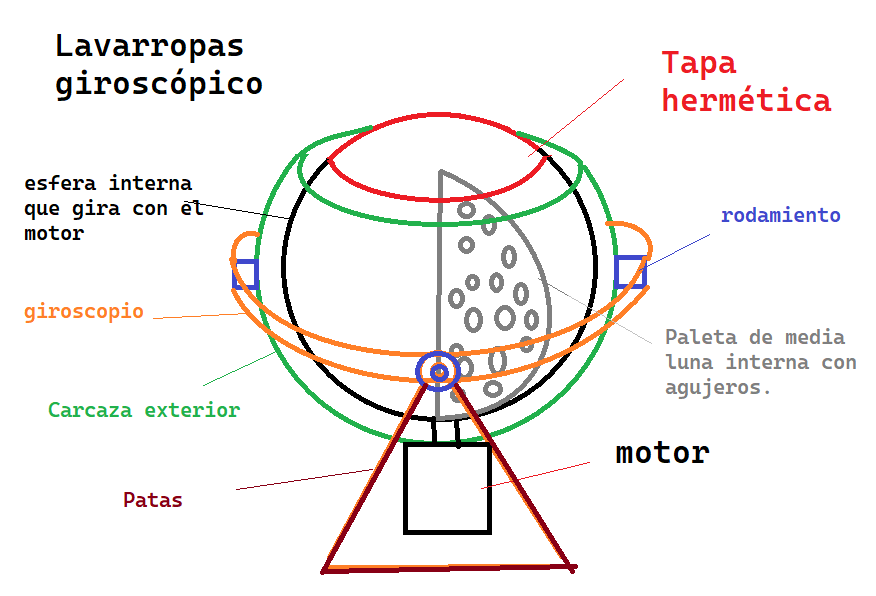 Lavarropas
giroscópico
Tapa
hermética
esfera interna
que gira con el
motor
rodamiento
giroscopio
Paleta de media
luna interna con
agujeros.
Carcaza exterior
motor
Patas